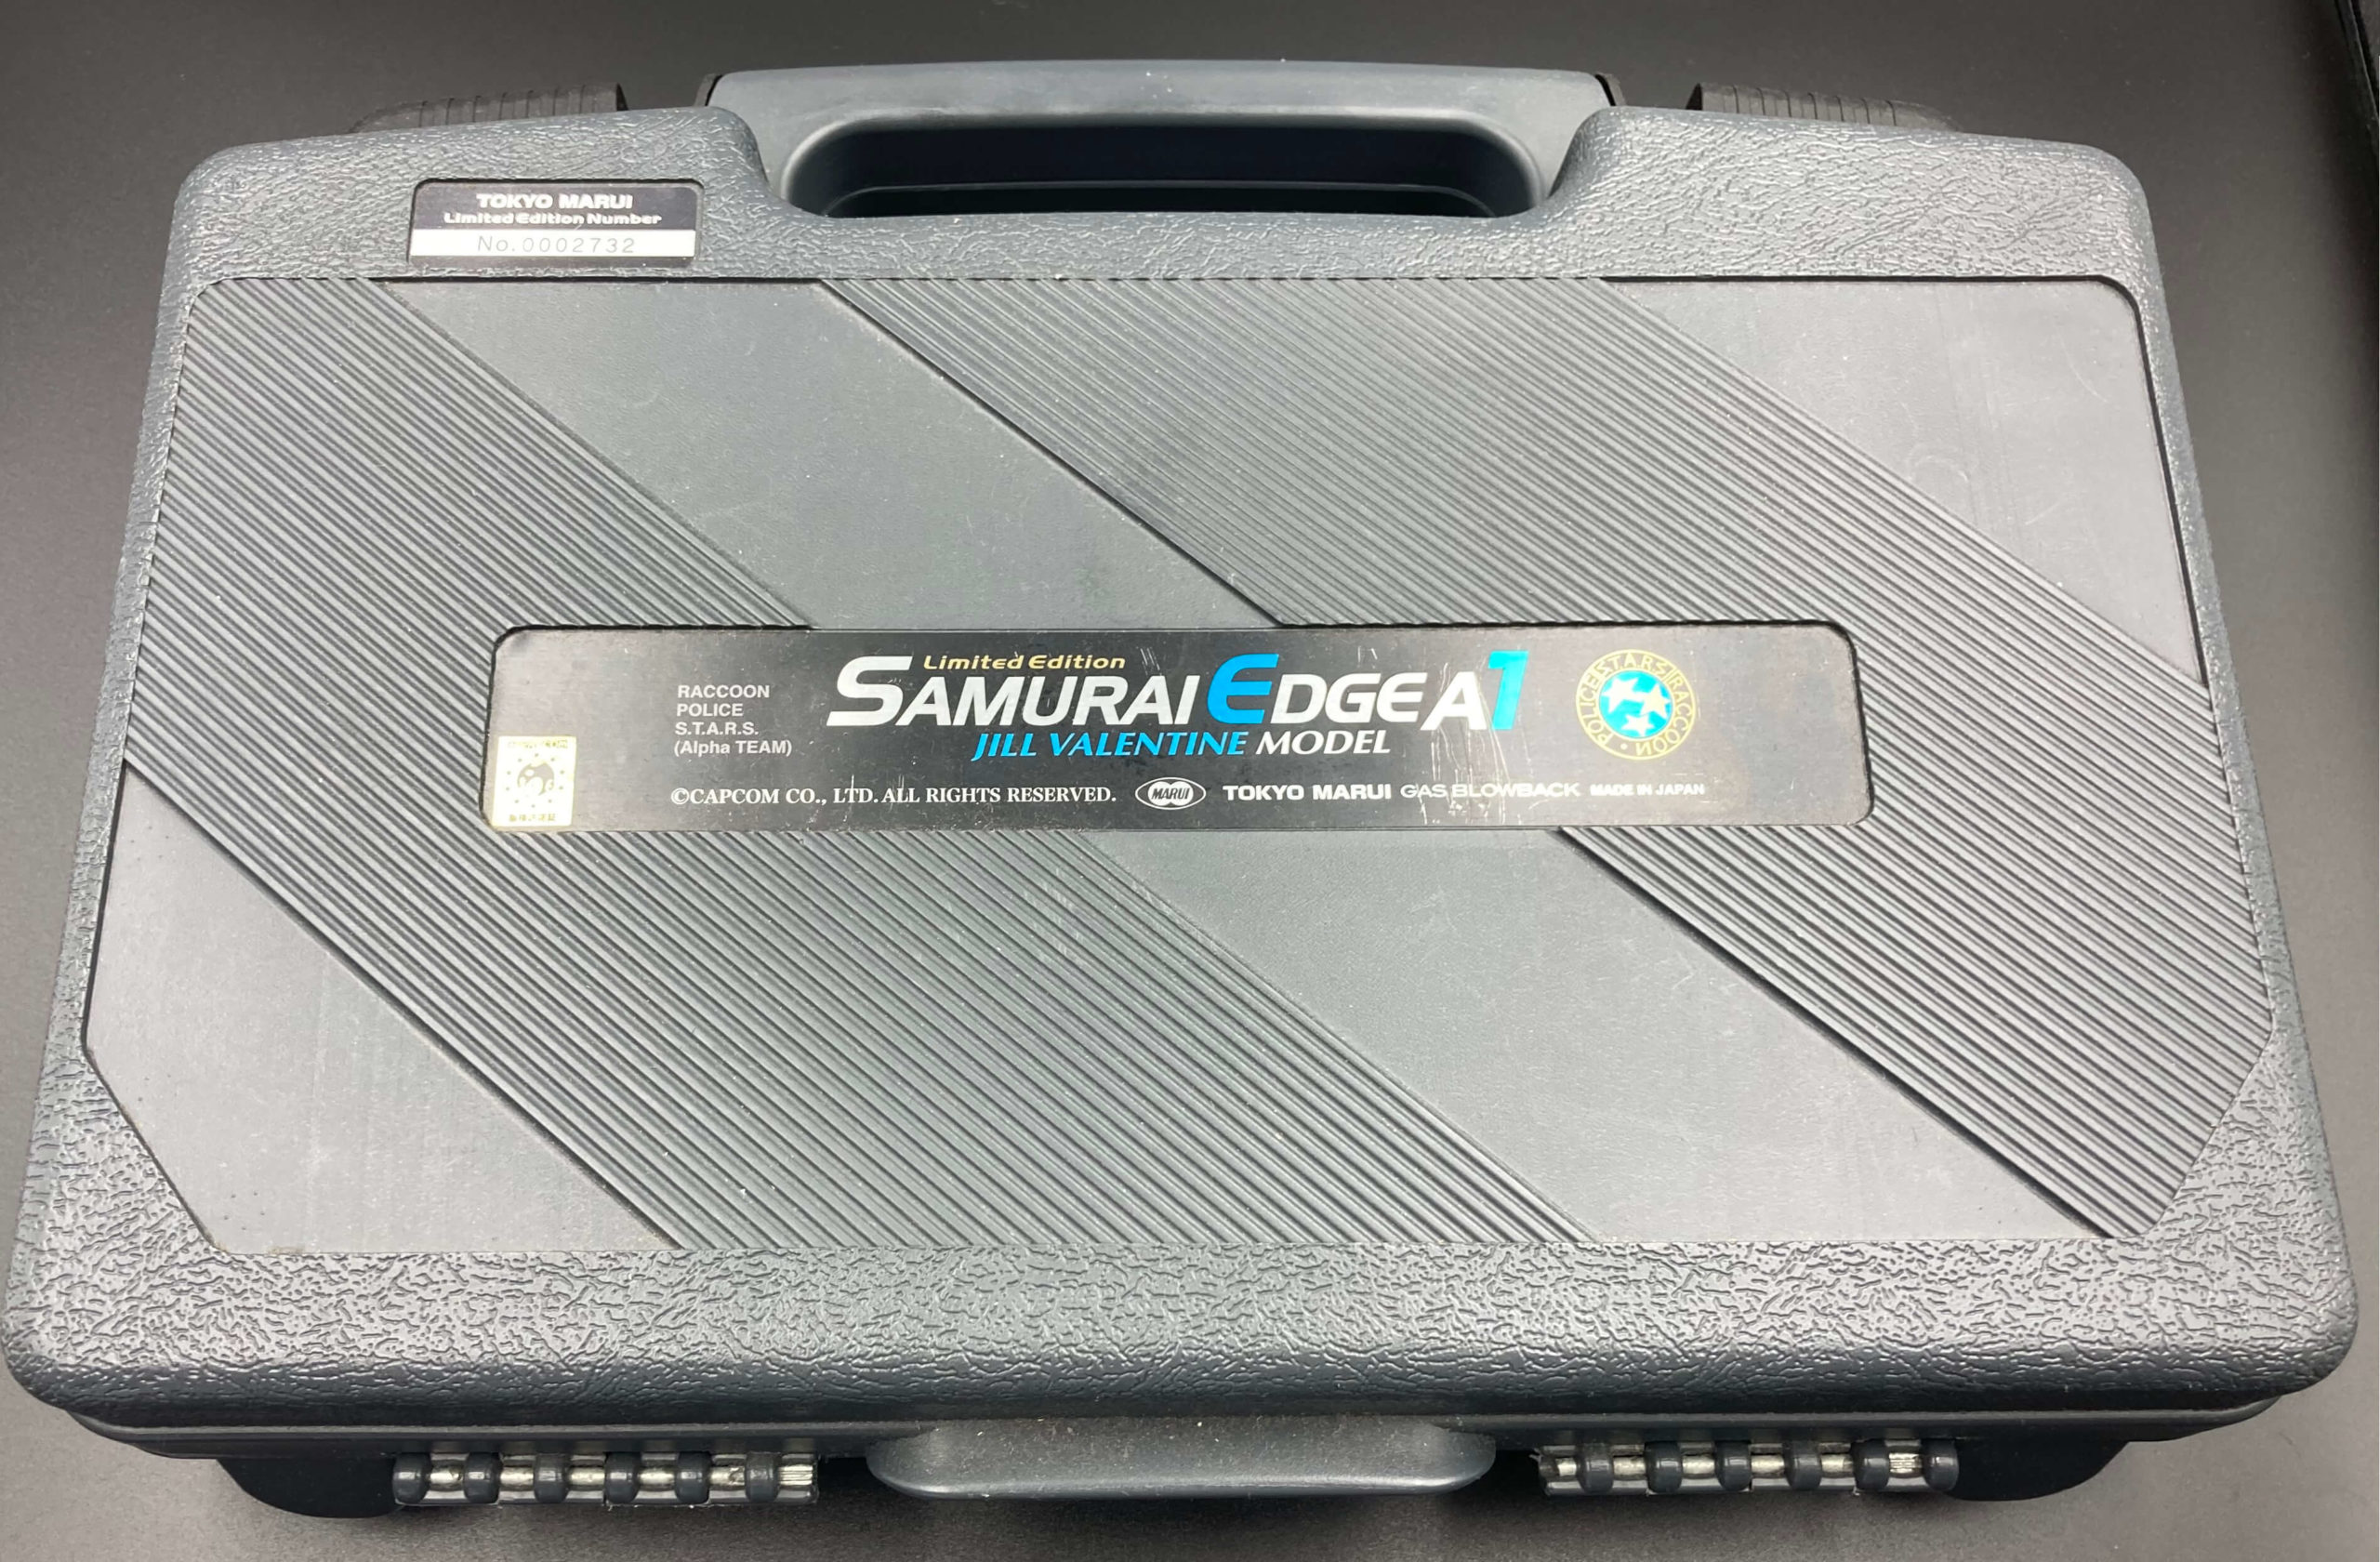 TOKYO MARUI
Limited Edition Number
No.0002732
Limited Edition
SAMURAI EDGE A1
JILL VALENTINE MODEL
RACCOON
POLICE
S.T.A.R.S.
(Alpha TEAM)
S.T.A.R.S. RACCOON POLICE
©CAPCOM CO., LTD. ALL RIGHTS RESERVED.
MARUI
TOKYO MARUI GAS BLOWBACK MADE IN JAPAN